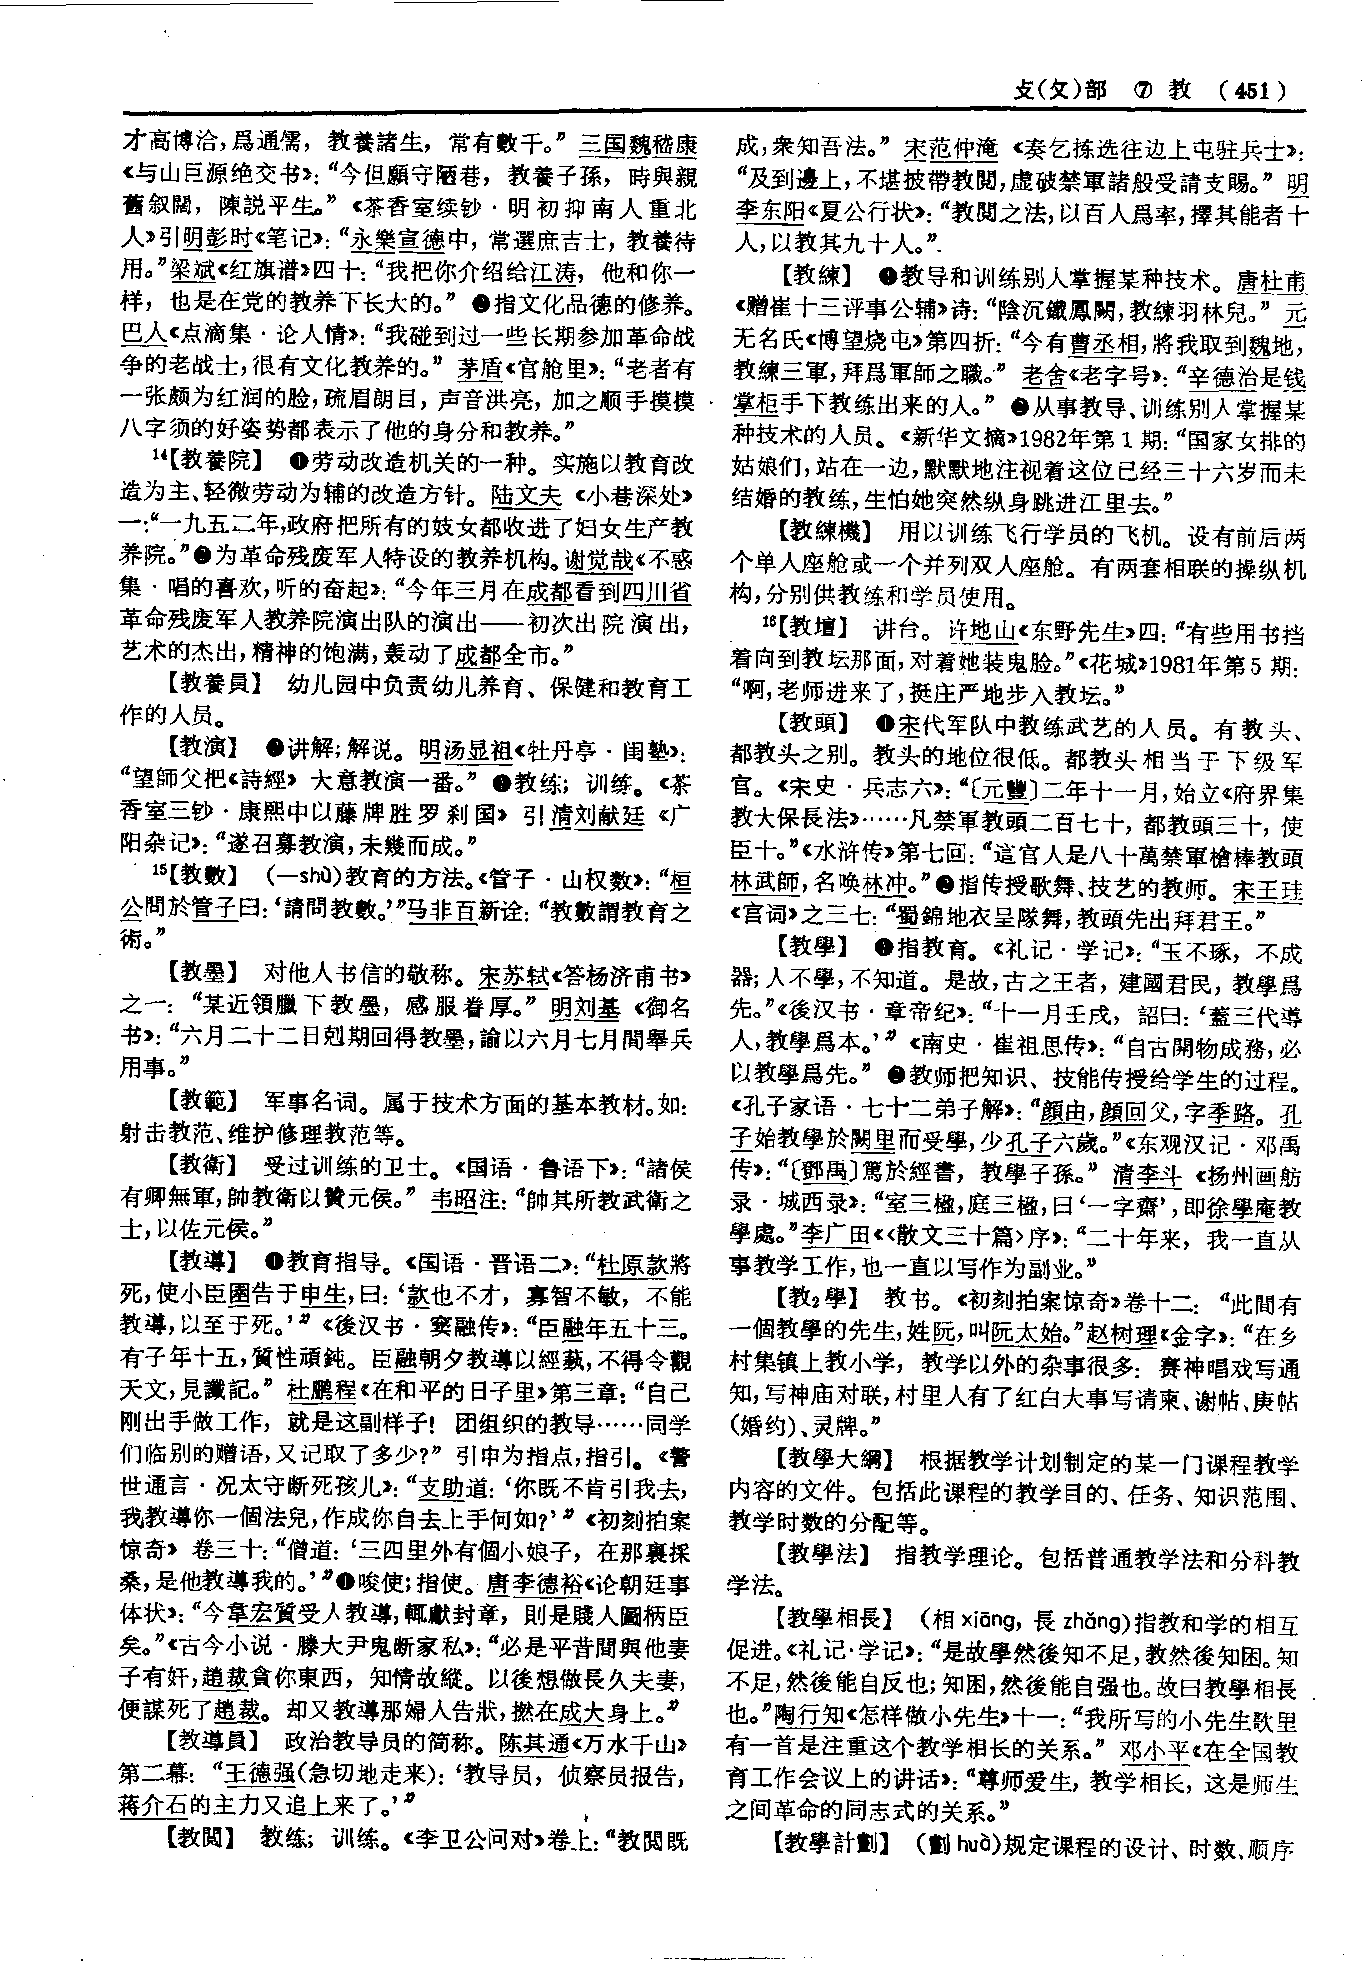 攴(攵)部 ⑦ 教 (451)
才高博洽,爲通儒, 教養諸生, 常有數千。” 三国魏嵇康
《与山巨源绝交书》: “今但願守陋巷, 教養子孫, 時與親
舊叙闊, 陳説平生。” 《茶香室续钞·明初抑南人重北
人》引明彭时《笔记》: “永樂宣德中, 常選庶吉士, 教養待
用。”梁斌《红旗谱》四十: “我把你介绍给江涛, 他和你一
样, 也是在党的教养下长大的。” ❷指文化品德的修养。
巴人《点滴集·论人情》: “我碰到过一些长期参加革命战
争的老战士,很有文化教养的。” 茅盾《官舱里》: “老者有
一张颇为红润的脸,疏眉朗目, 声音洪亮, 加之顺手摸摸
八字须的好姿势都表示了他的身分和教养。”
¹⁴【教養院】 ❶劳动改造机关的一种。实施以教育改
造为主、轻微劳动为辅的改造方针。陆文夫《小巷深处》
一:“一九五二年,政府把所有的妓女都收进了妇女生产教
养院。”❷为革命残废军人特设的教养机构。谢觉哉《不惑
集·唱的喜欢,听的奋起》: “今年三月在成都看到四川省
革命残废军人教养院演出队的演出——初次出院演出,
艺术的杰出,精神的饱满,轰动了成都全市。”
【教養員】 幼儿园中负责幼儿养育、保健和教育工
作的人员。
【教演】 ❶讲解;解说。明汤显祖《牡丹亭·闺塾》:
“望師父把《詩經》 大意教演一番。” ❷教练; 训练。《茶
香室三钞·康熙中以藤牌胜罗刹国》 引清刘献廷《广
阳杂记》: “遂召募教演,未幾而成。”
¹⁵【教數】 (—shù)教育的方法。《管子·山权数》: “桓
公問於管子曰: ‘請問教數。’”马非百新诠: “教數謂教育之
術。”
【教墨】 对他人书信的敬称。宋苏轼《答杨济甫书》
之一: “某近領臘下教墨, 感服眷厚。” 明刘基《御名
书》: “六月二十二日剋期回得教墨,諭以六月七月間舉兵
用事。”
【教範】 军事名词。属于技术方面的基本教材。如:
射击教范、维护修理教范等。
【教衛】 受过训练的卫士。《国语·鲁语下》: “諸侯
有卿無軍,帥教衛以贊元侯。” 韦昭注: “帥其所教武衛之
士,以佐元侯。”
【教導】 ❶教育指导。《国语·晋语二》: “杜原款將
死,使小臣圉告于申生,曰: ‘款也不才, 寡智不敏, 不能
教導,以至于死。’” 《後汉书·窦融传》: “臣融年五十三。
有子年十五,質性頑鈍。臣融朝夕教導以經藝,不得令觀
天文,見讖記。” 杜鹏程《在和平的日子里》第三章: “自己
刚出手做工作, 就是这副样子! 团组织的教导……同学
们临别的赠语,又记取了多少?” 引申为指点,指引。《警
世通言·况太守断死孩儿》: “支助道: ‘你既不肯引我去,
我教導你一個法兒,作成你自去上手何如?’” 《初刻拍案
惊奇》 卷三十: “僧道: ‘三四里外有個小娘子, 在那裏採
桑,是他教導我的。’”❷唆使;指使。唐李德裕《论朝廷事
体状》: “今韋宏質受人教導,輒獻封章, 則是賤人圖柄臣
矣。”《古今小说·滕大尹鬼断家私》: “必是平昔間與他妻
子有奸,趙裁貪你東西, 知情故縱。以後想做長久夫妻,
便謀死了趙裁。却又教導那婦人告狀,撚在成大身上。”
【教導員】 政治教导员的简称。陈其通《万水千山》
第二幕: “王德强(急切地走来): ‘教导员, 侦察员报告,
蒋介石的主力又追上来了。’”
【教閲】 教练; 训练。《李卫公问对》卷上: “教閲既
成,衆知吾法。” 宋范仲淹《奏乞拣选往边上屯驻兵士》:
“及到邊上,不堪披帶教閲,虚破禁軍諸般受請支賜。” 明
李东阳《夏公行状》: “教閲之法,以百人爲率,擇其能者十
人,以教其九十人。”
【教練】 ❶教导和训练别人掌握某种技术。唐杜甫
《赠崔十三评事公辅》诗: “陰沉鐵鳳闕,教練羽林兒。” 元
无名氏《博望烧屯》第四折: “今有曹丞相,將我取到魏地,
教練三軍,拜爲軍師之職。” 老舍《老字号》: “辛德治是钱
掌柜手下教练出来的人。” ❷从事教导、训练别人掌握某
种技术的人员。《新华文摘》1982年第1期: “国家女排的
姑娘们,站在一边,默默地注视着这位已经三十六岁而未
结婚的教练,生怕她突然纵身跳进江里去。”
【教練機】 用以训练飞行学员的飞机。设有前后两
个单人座舱或一个并列双人座舱。有两套相联的操纵机
构,分别供教练和学员使用。
¹⁶【教壇】 讲台。许地山《东野先生》四: “有些用书挡
着向到教坛那面,对着她装鬼脸。”《花城》1981年第5期:
“啊,老师进来了,挺庄严地步入教坛。”
【教頭】 ❶宋代军队中教练武艺的人员。有教头、
都教头之别。教头的地位很低。都教头相当于下级军
官。《宋史·兵志六》: “〔元豐〕二年十一月,始立《府界集
教大保長法》……凡禁軍教頭二百七十, 都教頭三十, 使
臣十。”《水浒传》第七回: “這官人是八十萬禁軍槍棒教頭
林武師,名唤林冲。”❷指传授歌舞、技艺的教师。宋王珪
《宫词》之三七: “蜀錦地衣呈隊舞,教頭先出拜君王。”
【教學】 ❶指教育。《礼记·学记》: “玉不琢, 不成
器;人不學,不知道。是故,古之王者, 建國君民, 教學爲
先。”《後汉书·章帝纪》: “十一月壬戌, 詔曰: ‘蓋三代導
人,教學爲本。’” 《南史·崔祖思传》: “自古開物成務,必
以教學爲先。” ❷教师把知识、技能传授给学生的过程。
《孔子家语·七十二弟子解》: “顔由,顔回父,字季路。孔
子始教學於闕里而受學,少孔子六歲。”《东观汉记·邓禹
传》: “〔鄧禹〕篤於經書, 教學子孫。” 清李斗《扬州画舫
录·城西录》: “室三楹,庭三楹,曰‘一字齋’,即徐學庵教
學處。”李广田《〈散文三十篇〉序》: “二十年来, 我一直从
事教学工作,也一直以写作为副业。”
【教₂學】 教书。《初刻拍案惊奇》卷十二: “此間有
一個教學的先生,姓阮,叫阮太始。”赵树理《金字》: “在乡
村集镇上教小学, 教学以外的杂事很多: 赛神唱戏写通
知,写神庙对联,村里人有了红白大事写请柬、谢帖、庚帖
(婚约)、灵牌。”
【教學大綱】 根据教学计划制定的某一门课程教学
内容的文件。包括此课程的教学目的、任务、知识范围、
教学时数的分配等。
【教學法】 指教学理论。包括普通教学法和分科教
学法。
【教學相長】 (相xiāng, 長zhǎng)指教和学的相互
促进。《礼记·学记》: “是故學然後知不足,教然後知困。知
不足,然後能自反也;知困,然後能自强也。故曰教學相長
也。”陶行知《怎样做小先生》十一: “我所写的小先生歌里
有一首是注重这个教学相长的关系。” 邓小平《在全国教
育工作会议上的讲话》: “尊师爱生, 教学相长, 这是师生
之间革命的同志式的关系。”
【教學計劃】 (劃huà)规定课程的设计、时数、顺序